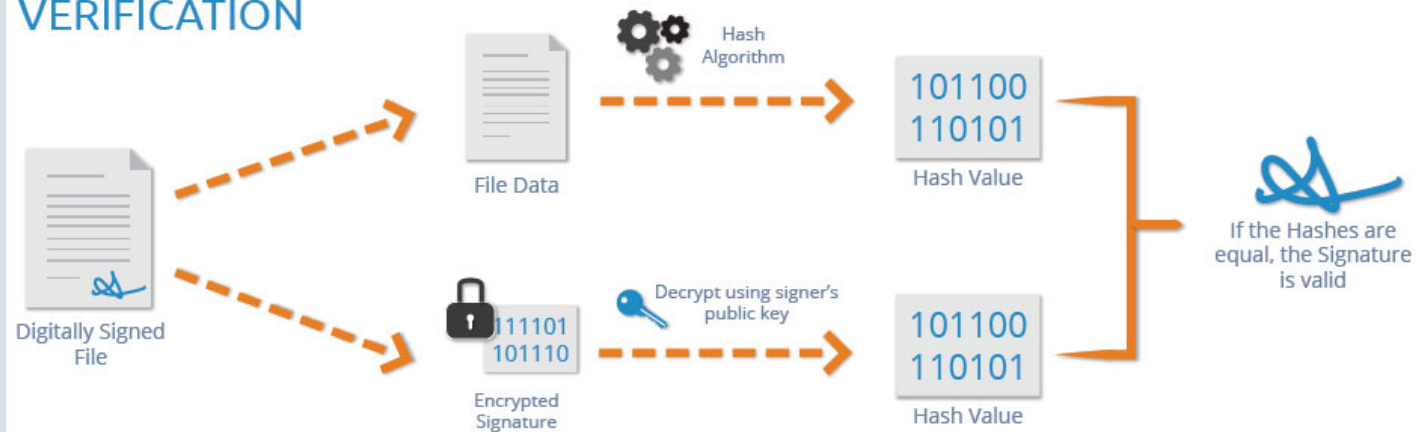 VERIFICATION
Hash
Algorithm
101100
110101
File Data
Hash Value
If the Hashes are
equal, the Signature
is valid
Digitally Signed
File
111101
101110
Decrypt using signer's
public key
101100
110101
Encrypted
Signature
Hash Value